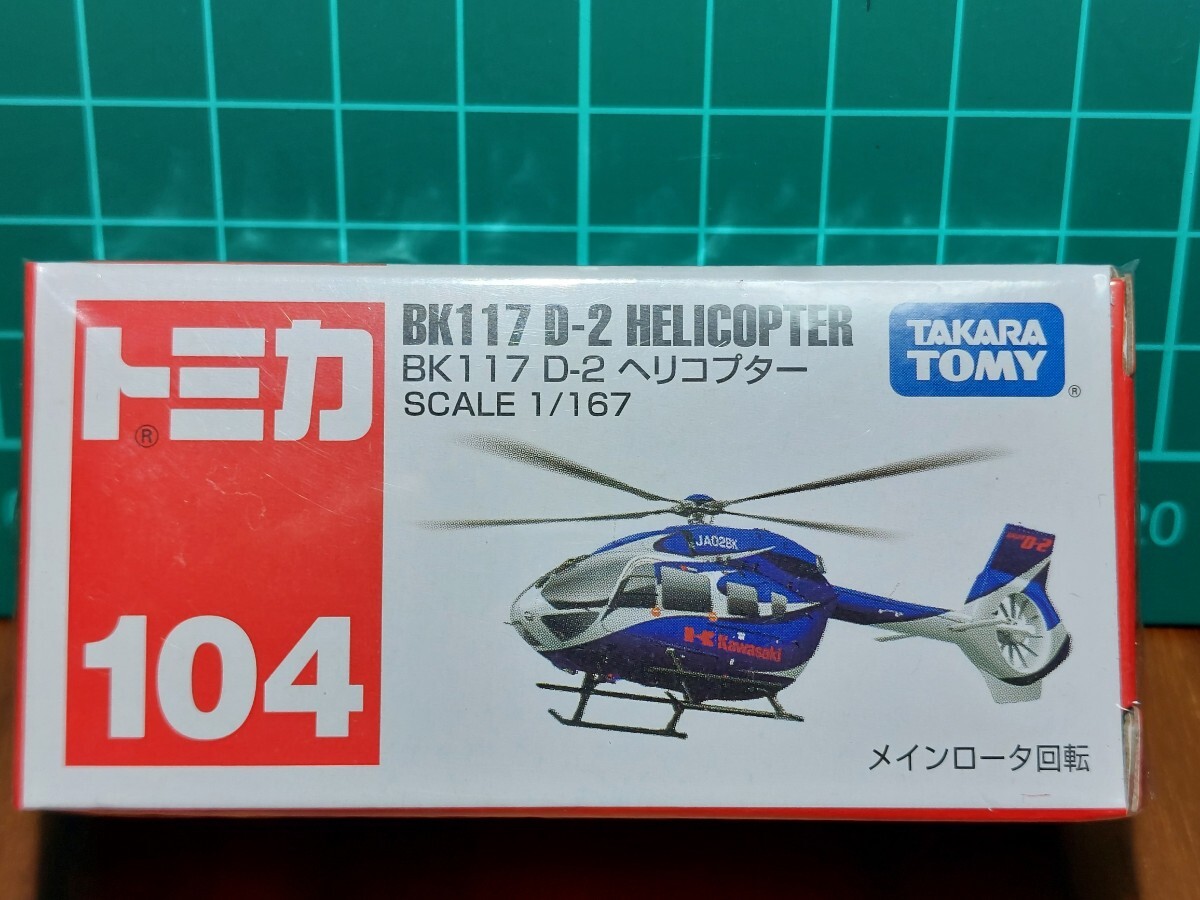 トミカ
®
104
BK117 D-2 HELICOPTER
BK117 D-2 ヘリコプター
SCALE 1/167
TAKARA
TOMY
®
JA02BK
D-2
Kawasaki
メインロータ回転
20